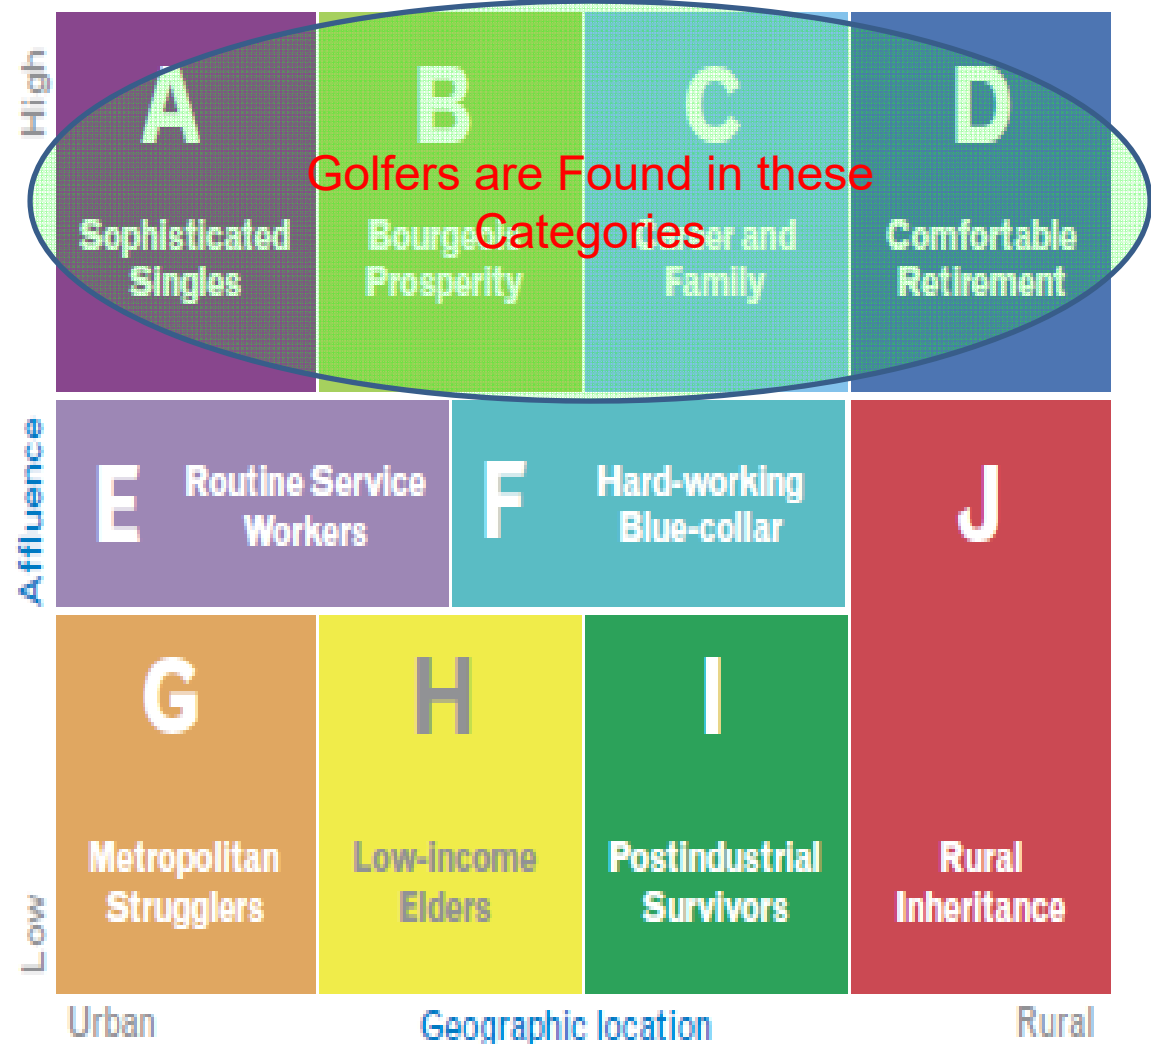 High
A
B
C
D
Golfers are Found in these
Categories
Sophisticated
Singles
Prosperity
and
Family
Comfortable
Retirement
Affluence
E
Routine Service
Workers
F
Hard-working
Blue-collar
J
G
H
I
Metropolitan
Strugglers
Low-income
Elders
Postindustrial
Survivors
Rural
Inheritance
Low
Urban
Geographic location
Rural